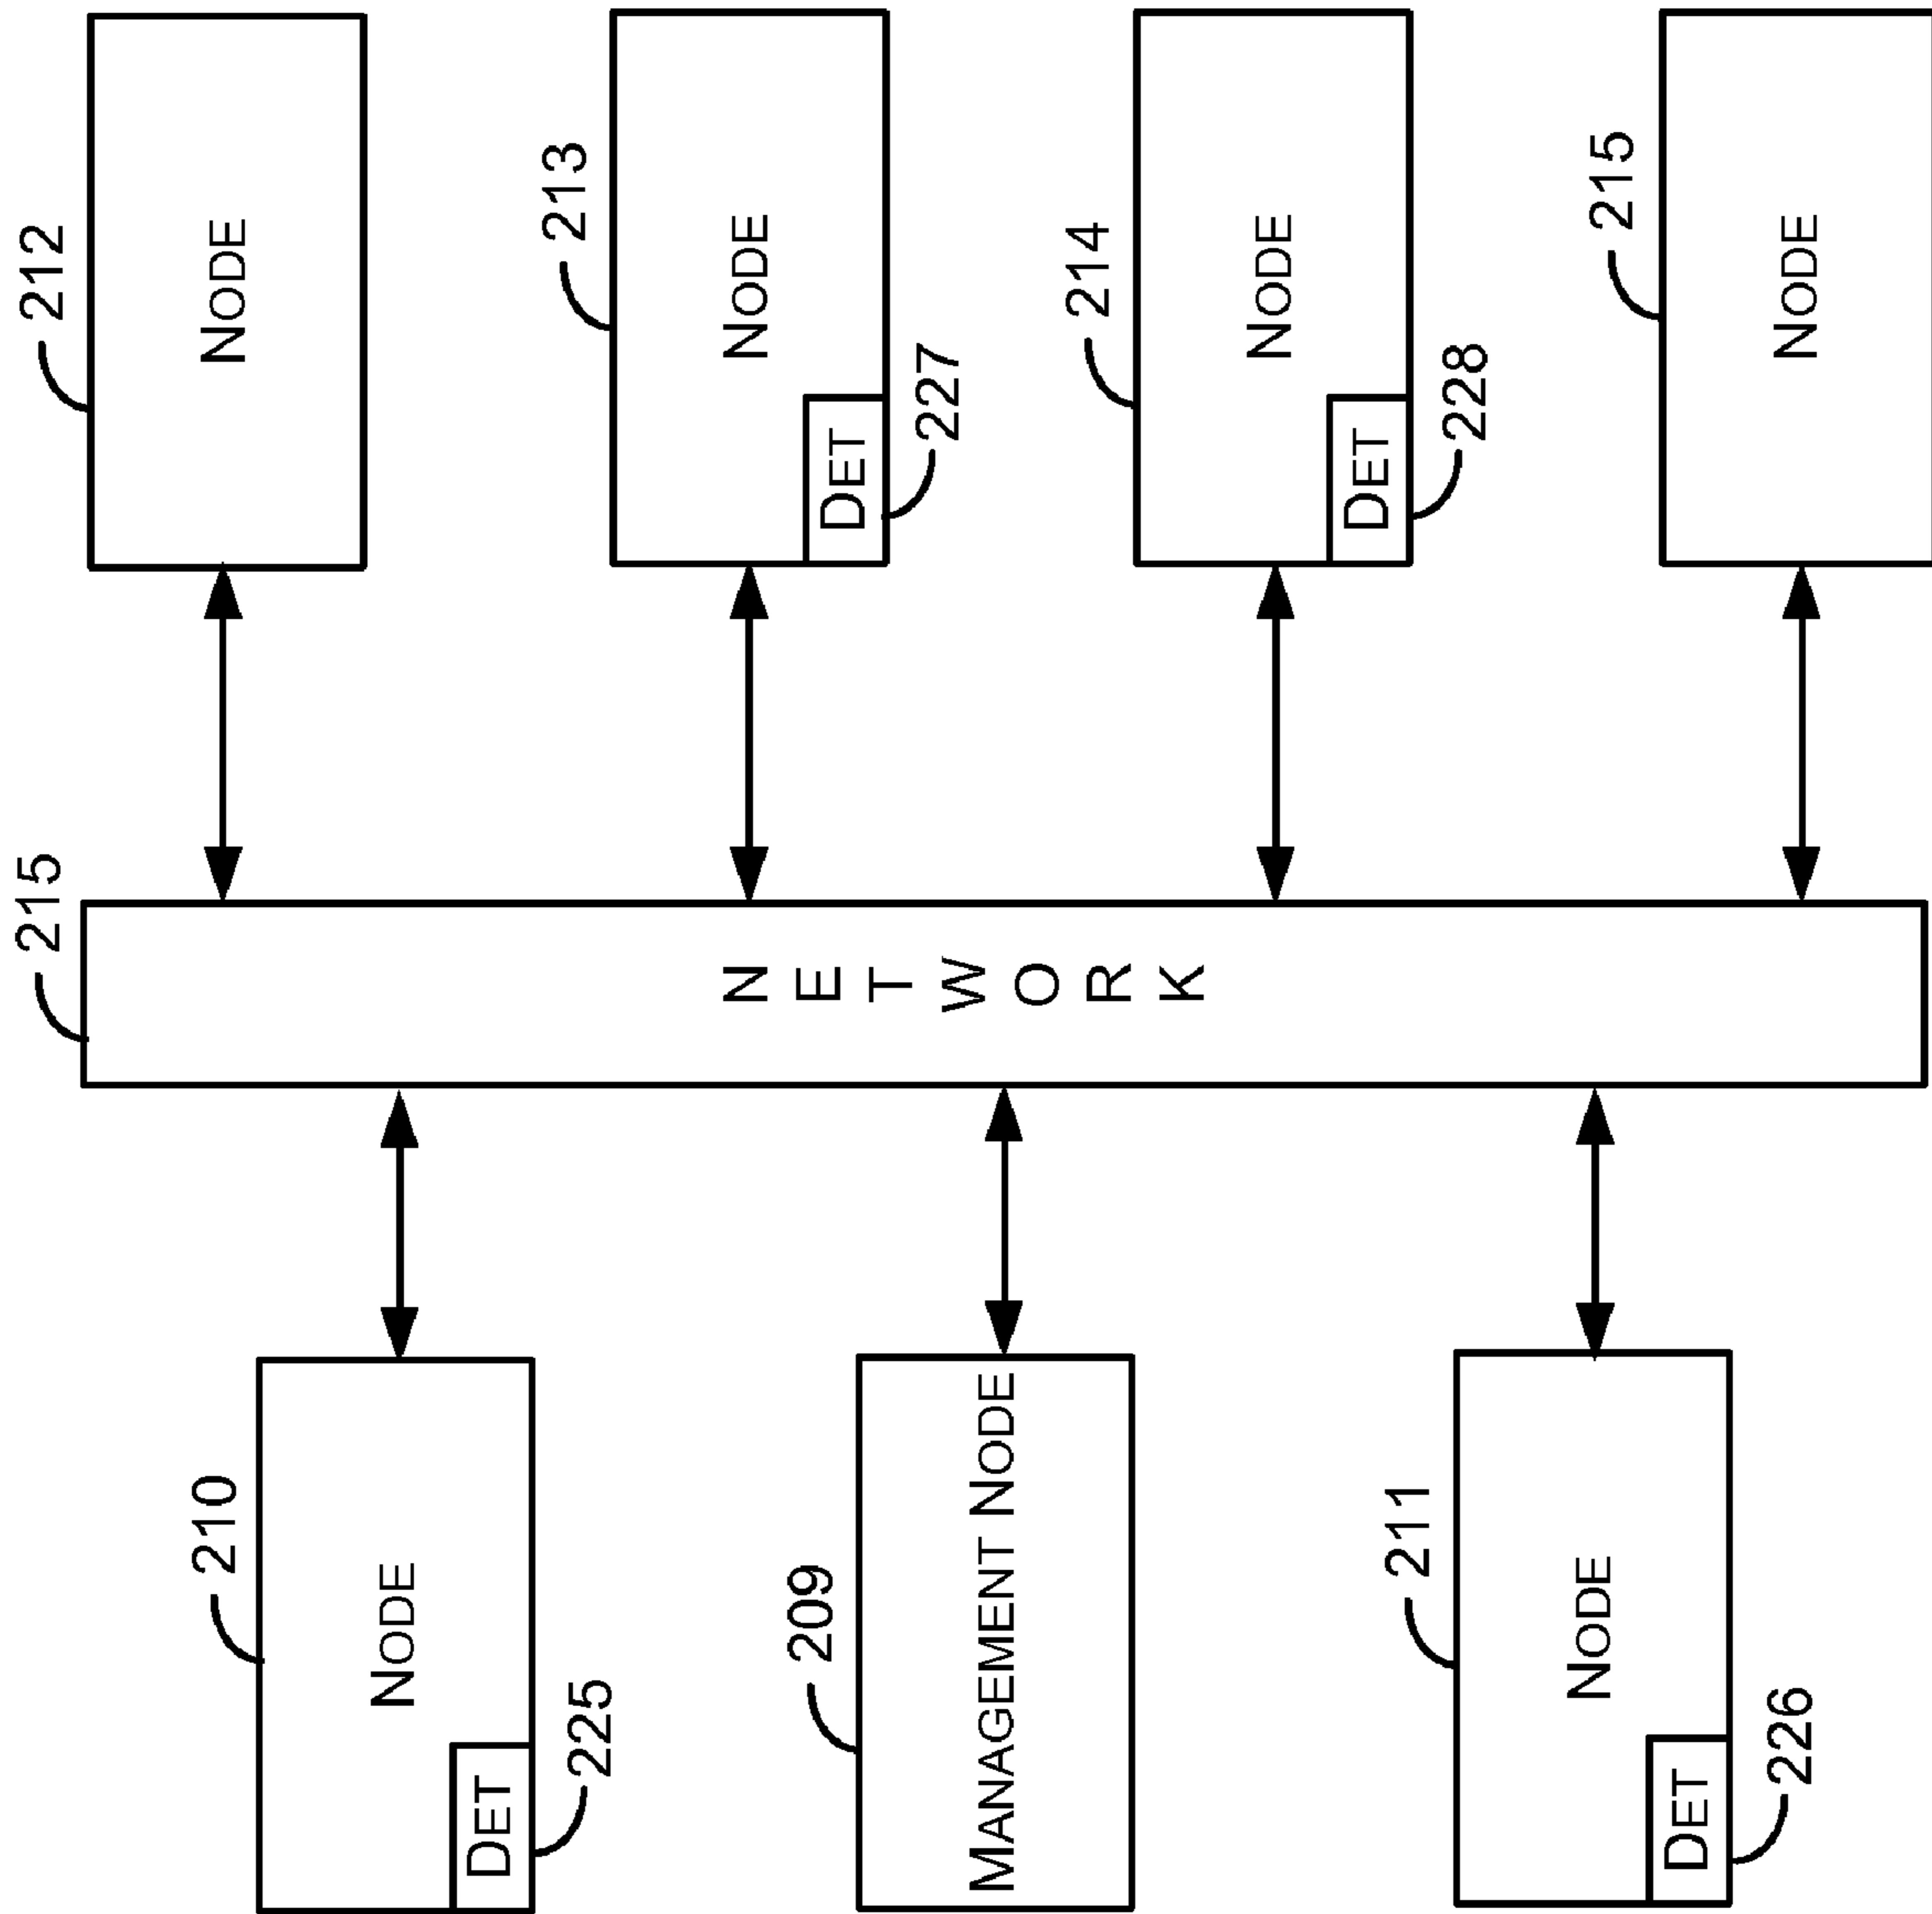 210
NODE
DET
225
209
MANAGEMENT NODE
211
NODE
DET
226
215
N
E
T
W
O
R
K
212
NODE
213
NODE
DET
227
214
NODE
DET
228
215
NODE